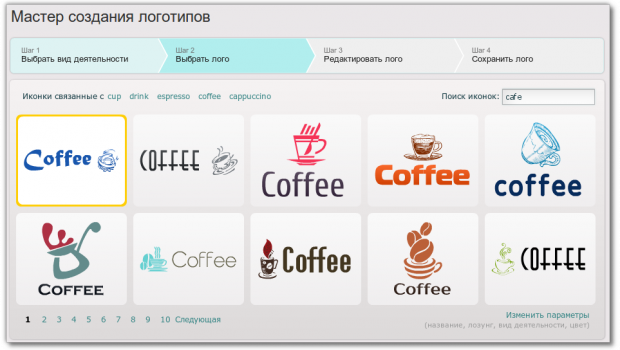 Мастер создания логотипов
Шаг 1
Выбрать вид деятельности
Шаг 2
Выбрать лого
Шаг 3
Редактировать лого
Шаг 4
Сохранить лого
Иконки связанные с cup drink espresso coffee cappuccino
Поиск иконок: cafe
Coffee
COFFEE
Coffee
Coffee
coffee
COFFEE
Coffee
Coffee
Coffee
COFFEE
1 2 3 4 5 6 7 8 9 10 Следующая
Изменить параметры
(название, лозунг, вид деятельности, цвет)